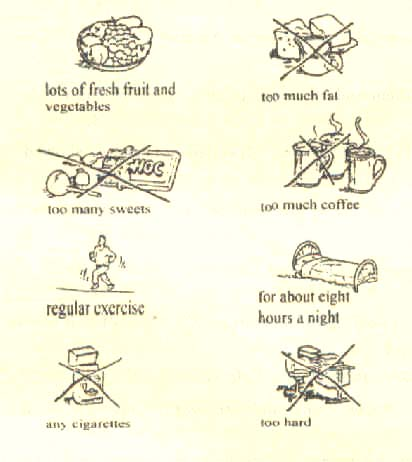 lots of fresh fruit and
vegetables
too much fat
HOC
too many sweets
too much coffee
regular exercise
for about eight
hours a night
any cigarettes
too hard